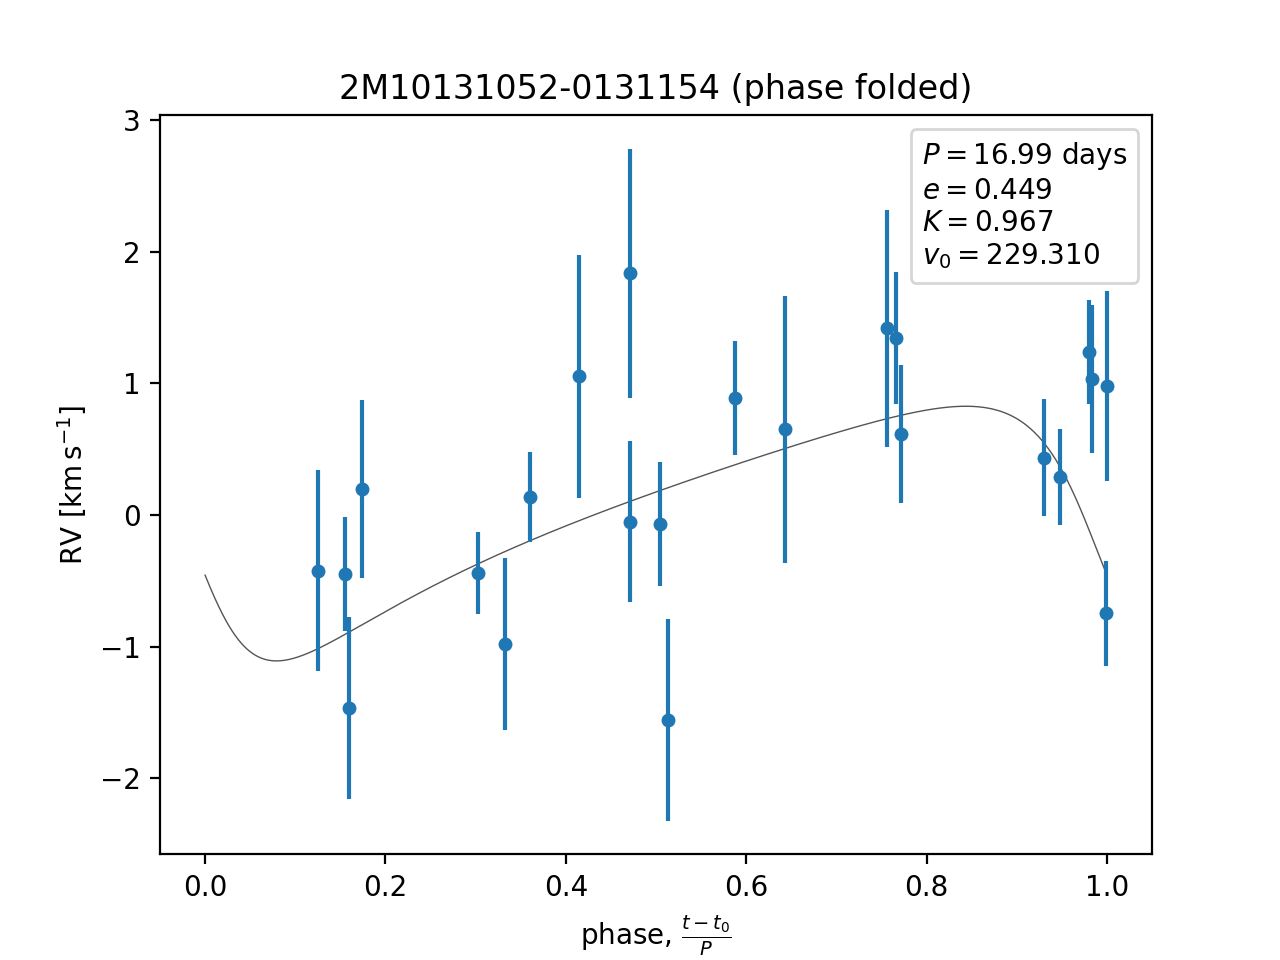 2M10131052-0131154 (phase folded)
P = 16.99 days
e = 0.449
K = 0.967
v₀ = 229.310
3
2
1
0
−1
−2
RV [km s⁻¹]
0.0 0.2 0.4 0.6 0.8 1.0
phase, (t − t₀)/P